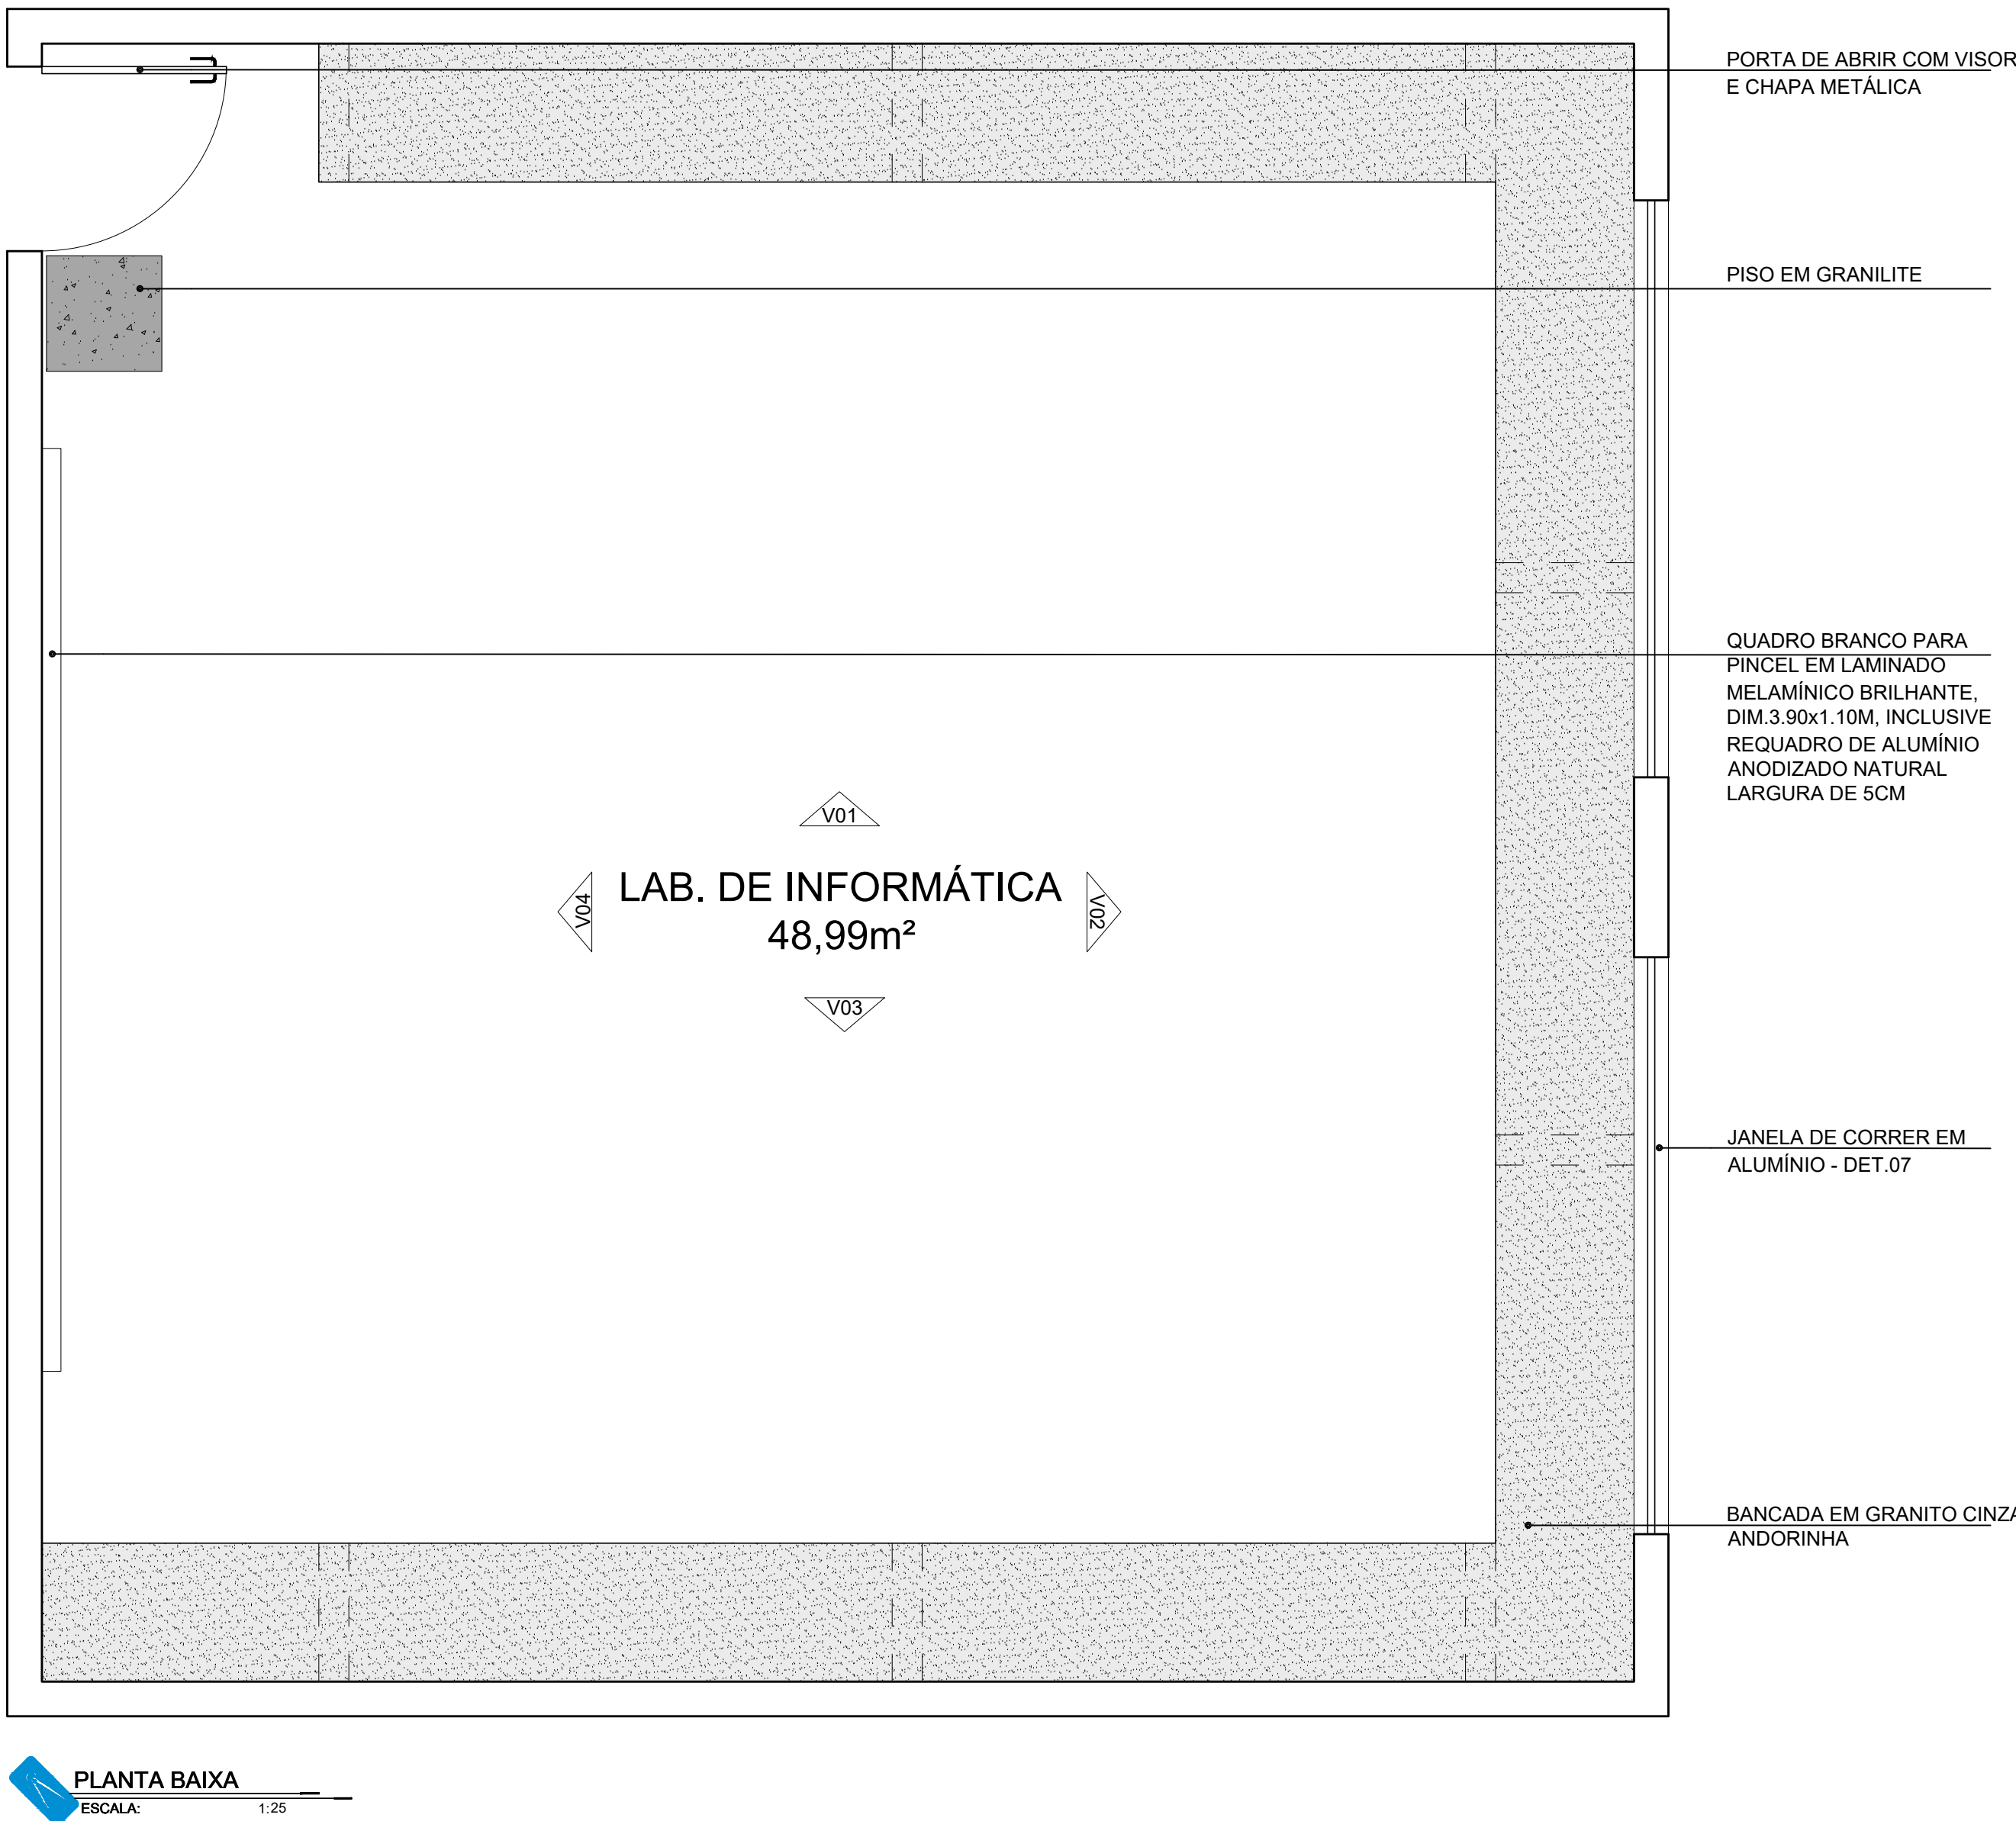 PORTA DE ABRIR COM VISOR
E CHAPA METÁLICA
PISO EM GRANILITE
QUADRO BRANCO PARA
PINCEL EM LAMINADO
MELAMÍNICO BRILHANTE,
DIM.3.90x1.10M, INCLUSIVE
REQUADRO DE ALUMÍNIO
ANODIZADO NATURAL
LARGURA DE 5CM
V01
LAB. DE INFORMÁTICA
V04
V02
48,99m²
V03
JANELA DE CORRER EM
ALUMÍNIO - DET.07
BANCADA EM GRANITO CINZA
ANDORINHA
PLANTA BAIXA
ESCALA: 1:25